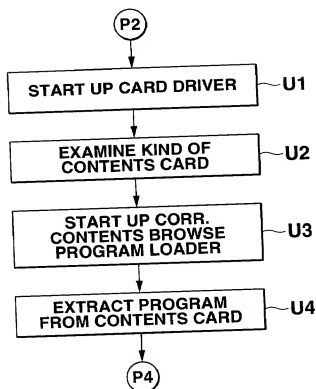 P2
START UP CARD DRIVER
U1
EXAMINE KIND OF
CONTENTS CARD
U2
START UP CORR.
CONTENTS BROWSE
PROGRAM LOADER
U3
EXTRACT PROGRAM
FROM CONTENTS CARD
U4
P4